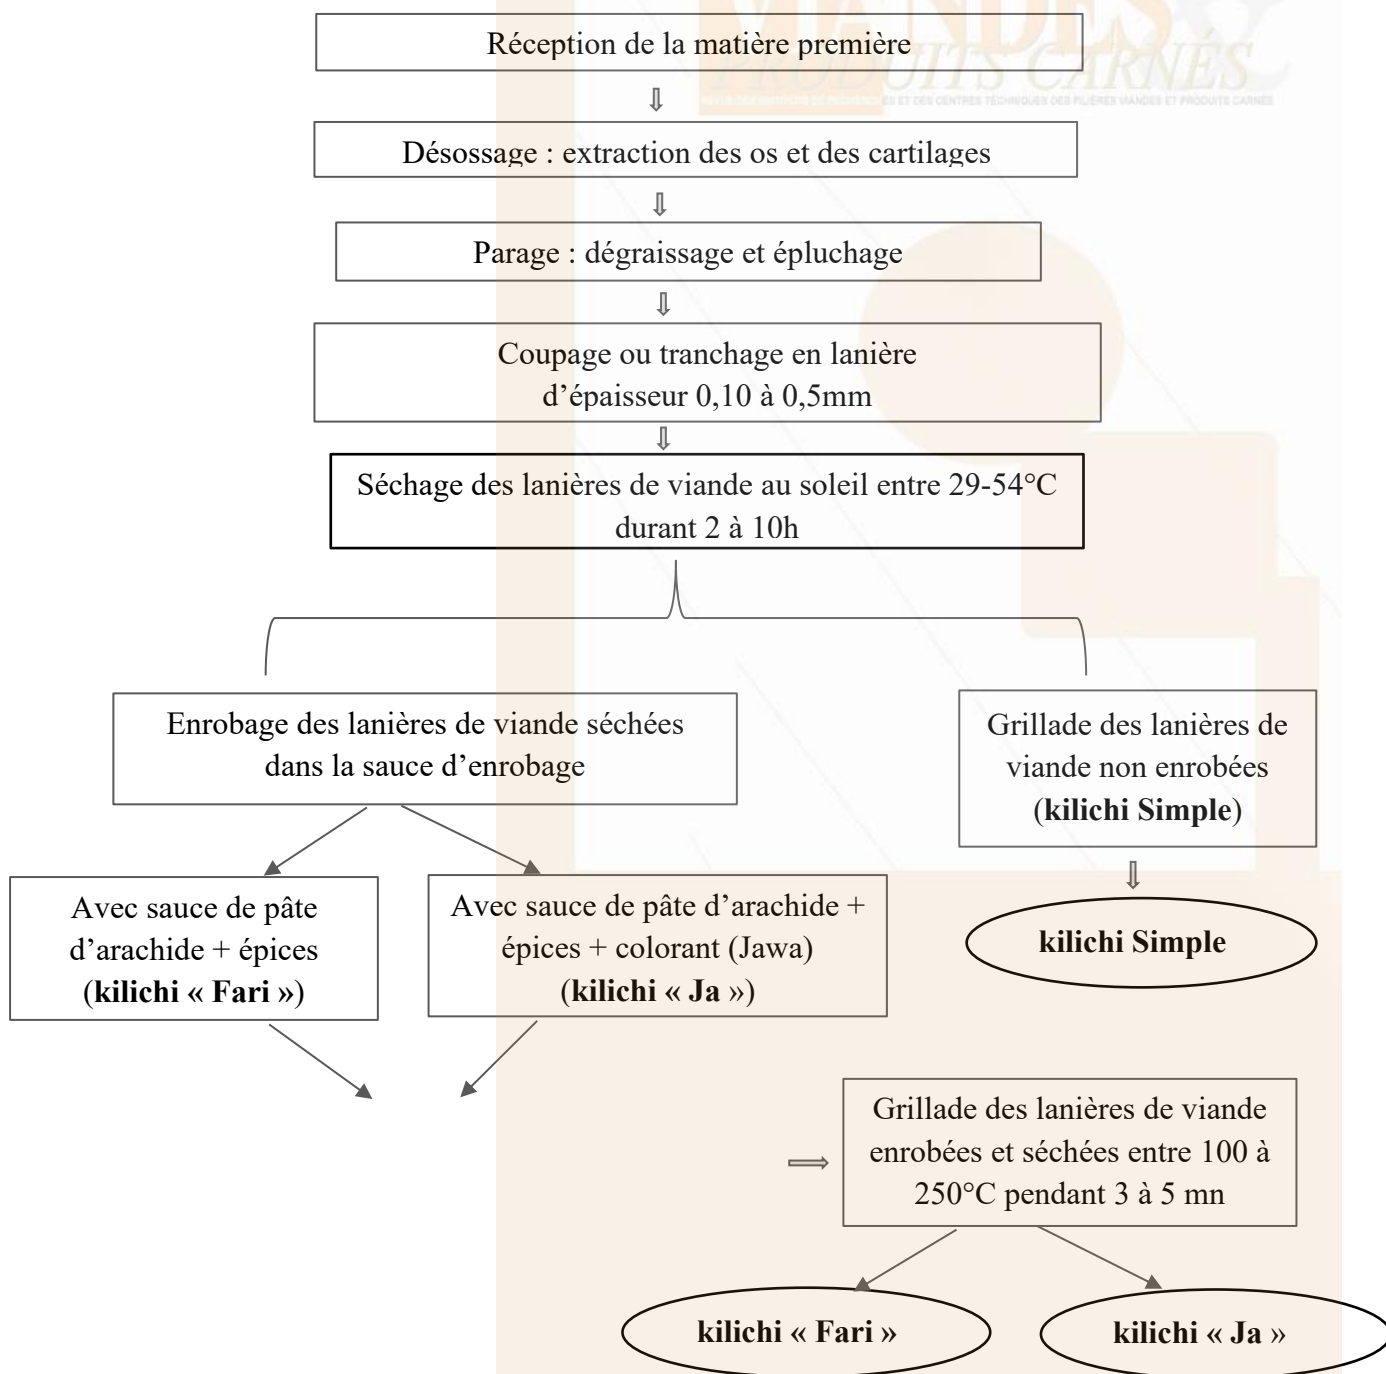 VIANDES
PRODUITS CARNÉS
Réception de la matière première
Désossage : extraction des os et des cartilages
Parage : dégraissage et épluchage
Coupage ou tranchage en lanière
d’épaisseur 0,10 à 0,5mm
Séchage des lanières de viande au soleil entre 29-54°C
durant 2 à 10h
Enrobage des lanières de viande séchées
dans la sauce d’enrobage
Grillade des lanières de
viande non enrobées
(kilichi Simple)
Avec sauce de pâte
d’arachide + épices
(kilichi « Fari »)
Avec sauce de pâte d’arachide +
épices + colorant (Jawa)
(kilichi « Ja »)
kilichi Simple
Grillade des lanières de viande
enrobées et séchées entre 100 à
250°C pendant 3 à 5 mn
kilichi « Fari »
kilichi « Ja »